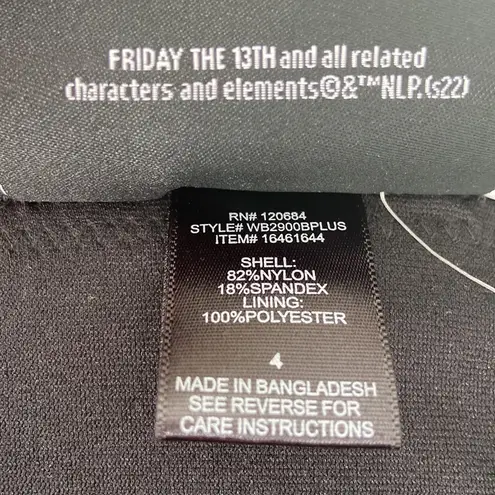 FRIDAY THE 13TH and all related
characters and elements©&™NLP.(s22)
RN# 120684
STYLE# WB2900BPLUS
ITEM# 16461644
SHELL:
82%NYLON
18%SPANDEX
LINING:
100%POLYESTER
4
MADE IN BANGLADESH
SEE REVERSE FOR
CARE INSTRUCTIONS